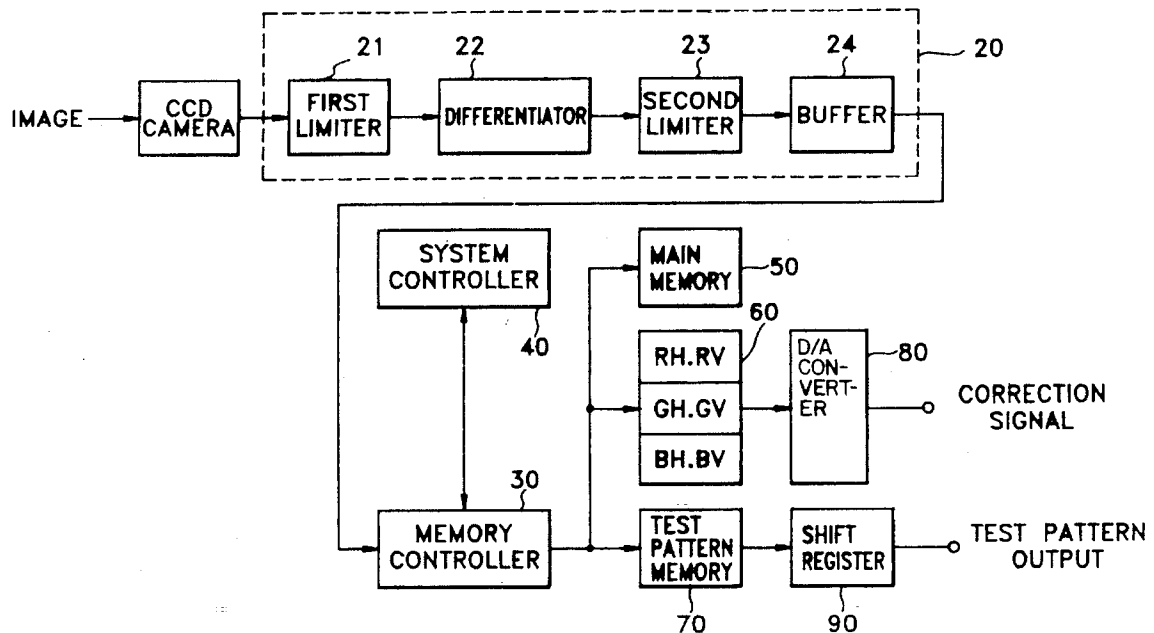 21
22
23
24
20
IMAGE
CCD
CAMERA
FIRST
LIMITER
DIFFERENTIATOR
SECOND
LIMITER
BUFFER
SYSTEM
CONTROLLER
40
MAIN
MEMORY
50
60
RH.RV
GH.GV
BH.BV
D/A
CON-
VERT-
ER
80
CORRECTION
SIGNAL
30
MEMORY
CONTROLLER
TEST
PATTERN
MEMORY
70
SHIFT
REGISTER
90
TEST PATTERN
OUTPUT